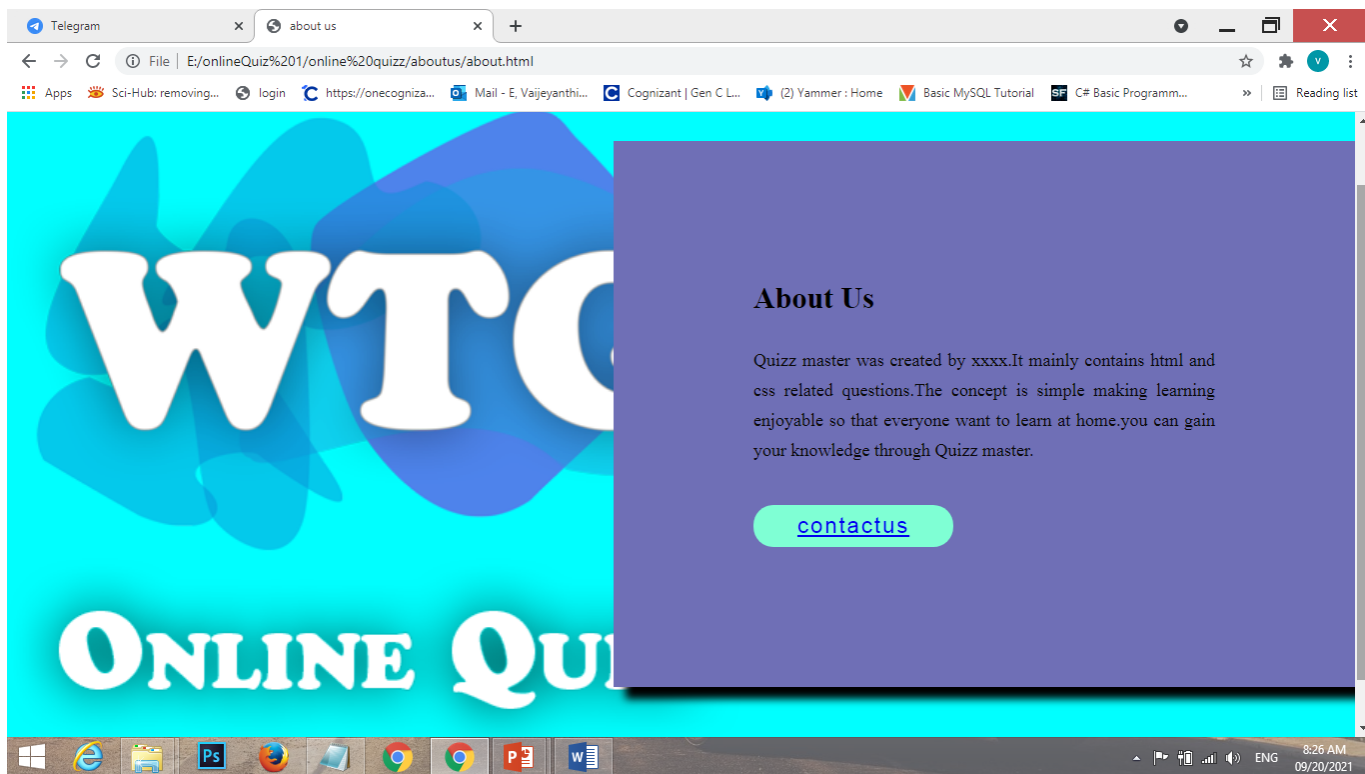 Telegram
about us
File
E:/onlineQuiz%201/online%20quizz/aboutus/about.html
V
Apps
Sci-Hub: removing...
login
https://onecogniza...
Mail - E, Vaijeyanthi...
Cognizant | Gen C L...
(2) Yammer : Home
Basic MySQL Tutorial
SF
C# Basic Programm...
»
Reading list
WTC
About Us
Quizz master was created by xxxx.It mainly contains html and
css related questions.The concept is simple making learning
enjoyable so that everyone want to learn at home.you can gain
your knowledge through Quizz master.
contactus
ONLINE QUI
Ps
ENG
8:26 AM
09/20/2021